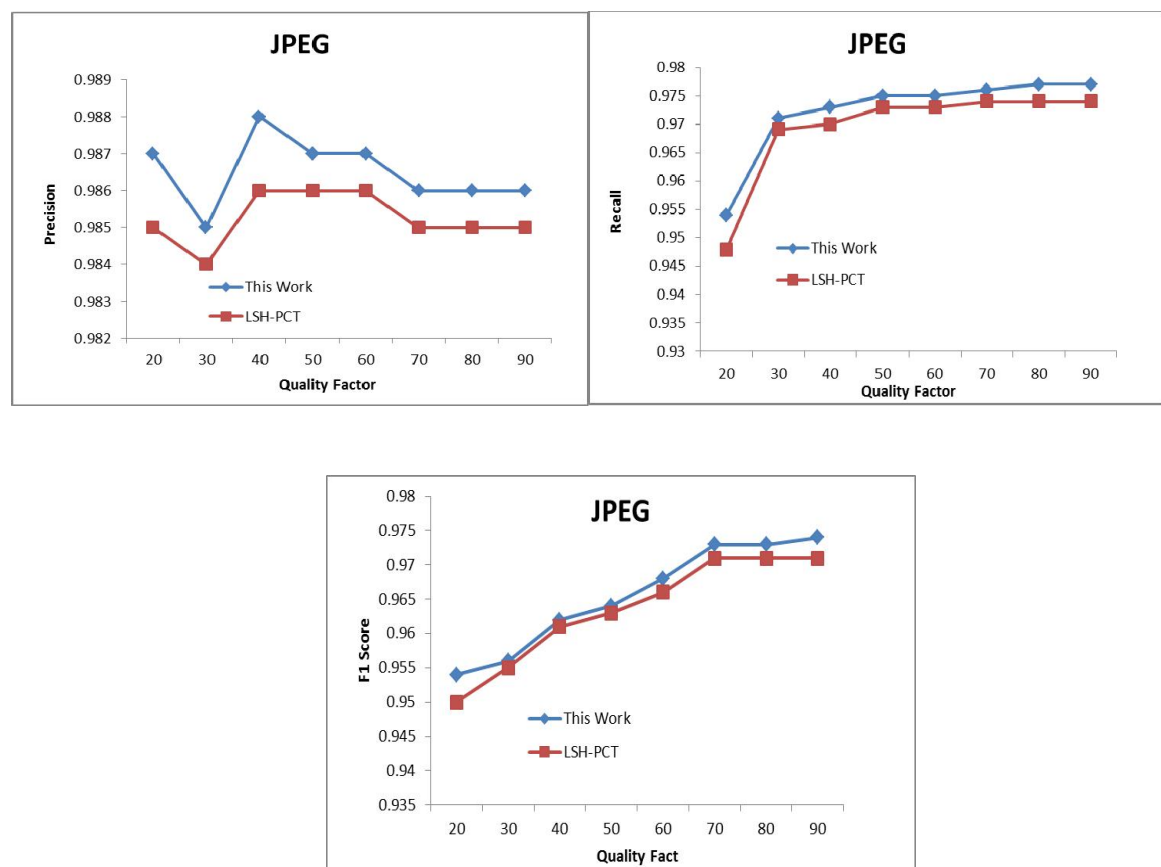 JPEG
0.989
0.988
0.987
0.986
0.985
0.984
0.983
0.982
Precision
This Work
LSH-PCT
20 30 40 50 60 70 80 90
Quality Factor
JPEG
0.98
0.975
0.97
0.965
0.96
0.955
0.95
0.945
0.94
0.935
0.93
Recall
This Work
LSH-PCT
20 30 40 50 60 70 80 90
Quality Factor
JPEG
0.98
0.975
0.97
0.965
0.96
0.955
0.95
0.945
0.94
0.935
F1 Score
This Work
LSH-PCT
20 30 40 50 60 70 80 90
Quality Fact